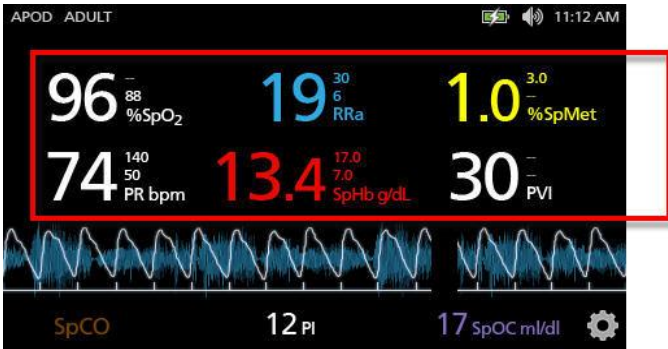 APOD ADULT 11:12 AM
96 -- 88 %SpO₂
19 30 6 RRa
1.0 3.0 -- %SpMet
74 140 50 PR bpm
13.4 17.0 7.0 SpHb g/dL
30 -- -- PVI
SpCO 12 PI 17 SpOC ml/dl